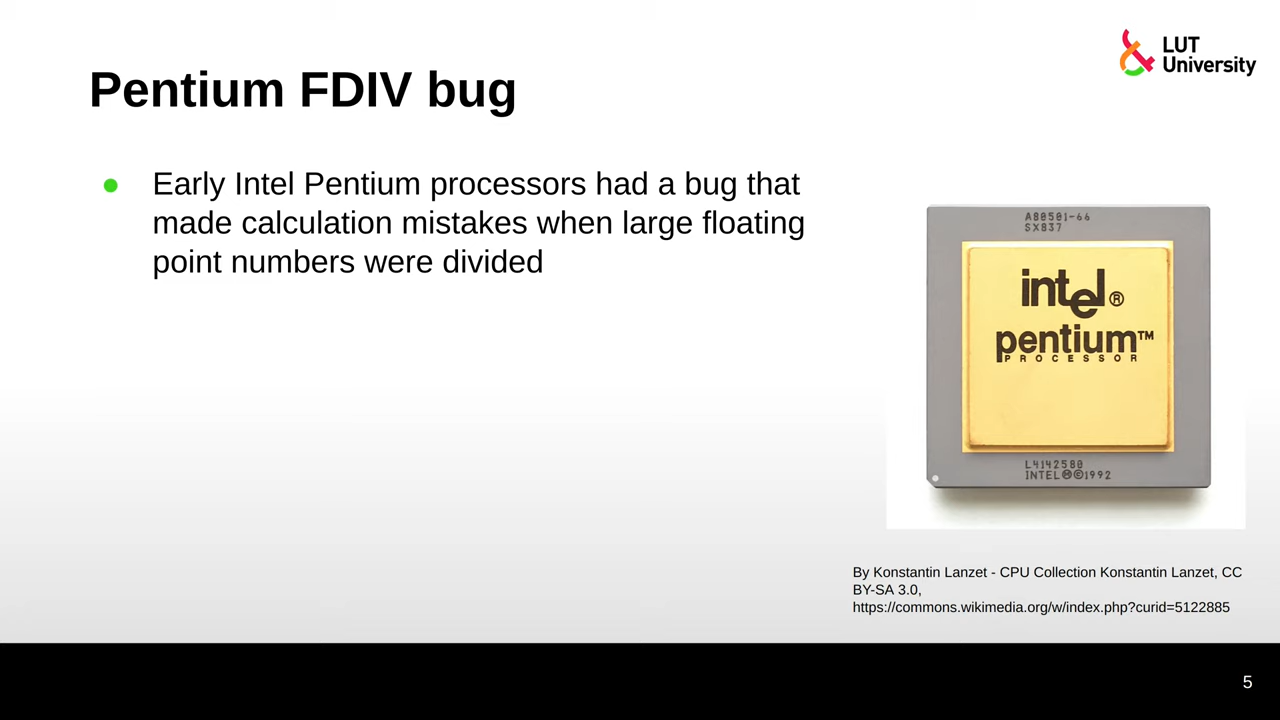 LUT
University
Pentium FDIV bug
Early Intel Pentium processors had a bug that
made calculation mistakes when large floating
point numbers were divided
A80501-66
SX837
intel®
pentium™
PROCESSOR
L4142580
INTEL Ⓜ©1992
By Konstantin Lanzet - CPU Collection Konstantin Lanzet, CC
BY-SA 3.0,
https://commons.wikimedia.org/w/index.php?curid=5122885
5